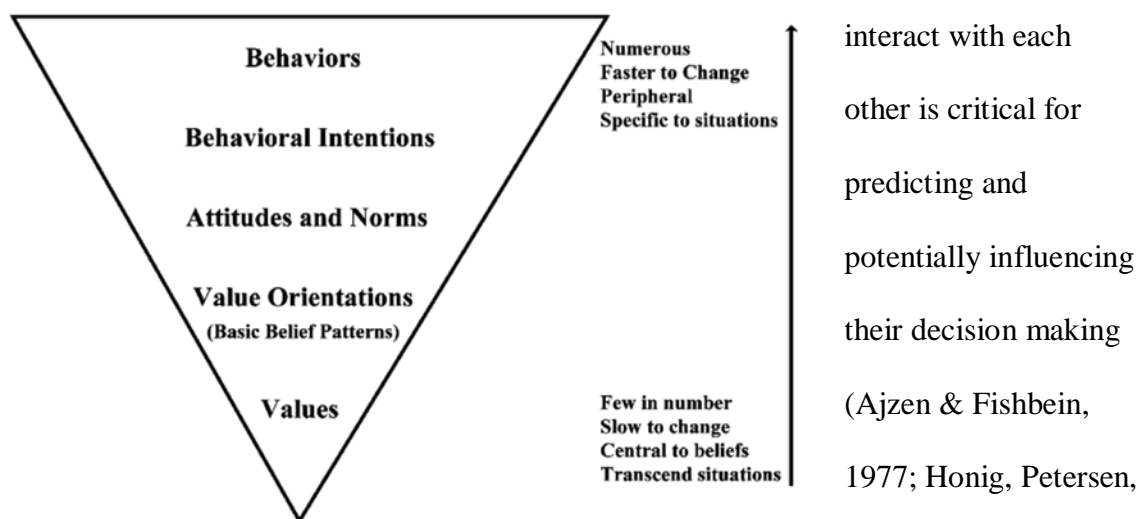 Behaviors
Behavioral Intentions
Attitudes and Norms
Value Orientations
(Basic Belief Patterns)
Values
Numerous
Faster to Change
Peripheral
Specific to situations
Few in number
Slow to change
Central to beliefs
Transcend situations
interact with each
other is critical for
predicting and
potentially influencing
their decision making
(Ajzen & Fishbein,
1977; Honig, Petersen,